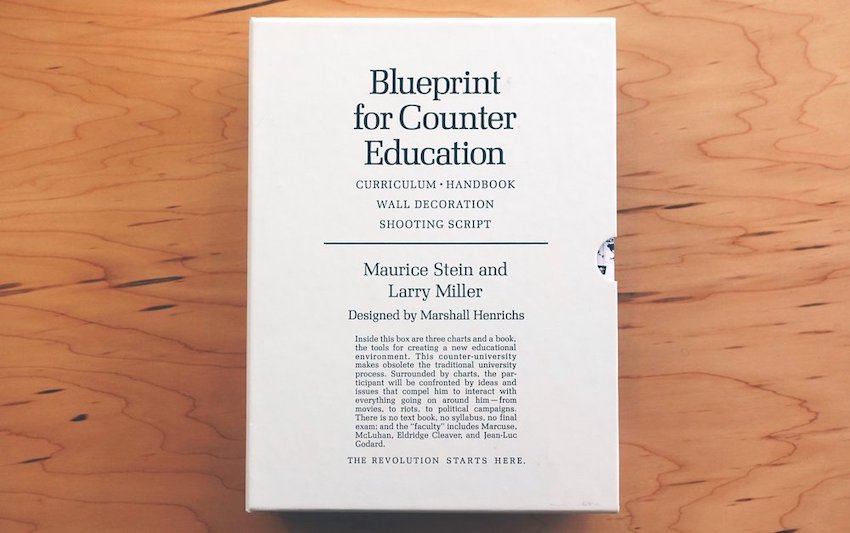 Blueprint
for Counter
Education
CURRICULUM • HANDBOOK
WALL DECORATION
SHOOTING SCRIPT
Maurice Stein and
Larry Miller
Designed by Marshall Henrichs
Inside this box are three charts and a book,
the tools for creating a new educational
environment. This counter-university
makes obsolete the traditional university
process. Surrounded by charts, the par-
ticipant will be confronted by ideas and
issues that compel him to interact with
everything going on around him—from
movies, to riots, to political campaigns.
There is no text book, no syllabus, no final
exam; and the "faculty" includes Marcuse,
McLuhan, Eldridge Cleaver, and Jean-Luc
Godard.
THE REVOLUTION STARTS HERE.